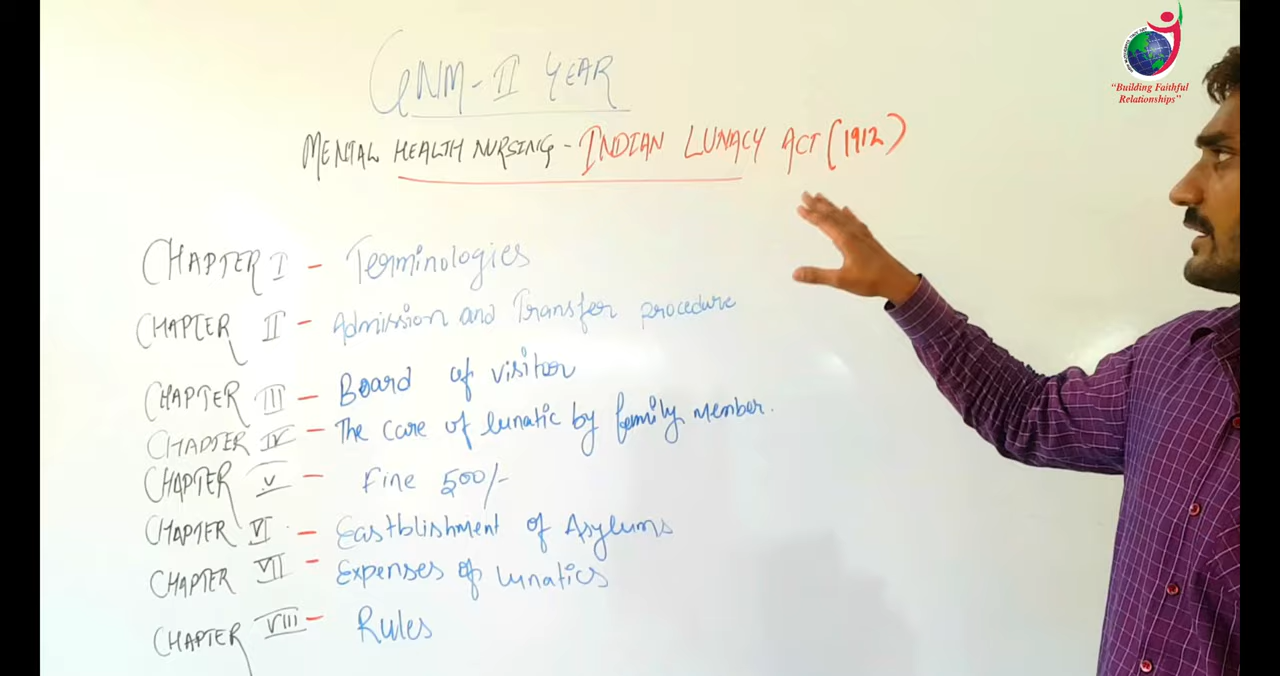 GNM - II YEAR
MENTAL HEALTH NURSING - INDIAN LUNACY ACT (1912)
CHAPTER I - Terminologies
CHAPTER II - Admission and Transfer procedure
CHAPTER III - Board of visitor
CHAPTER IV - The care of lunatic by family member.
CHAPTER V - Fine 500/-
CHAPTER VI - Eastblishment of Asylums
CHAPTER VII - Expenses of lunatics
CHAPTER VIII - Rules
"Building Faithful
Relationships"